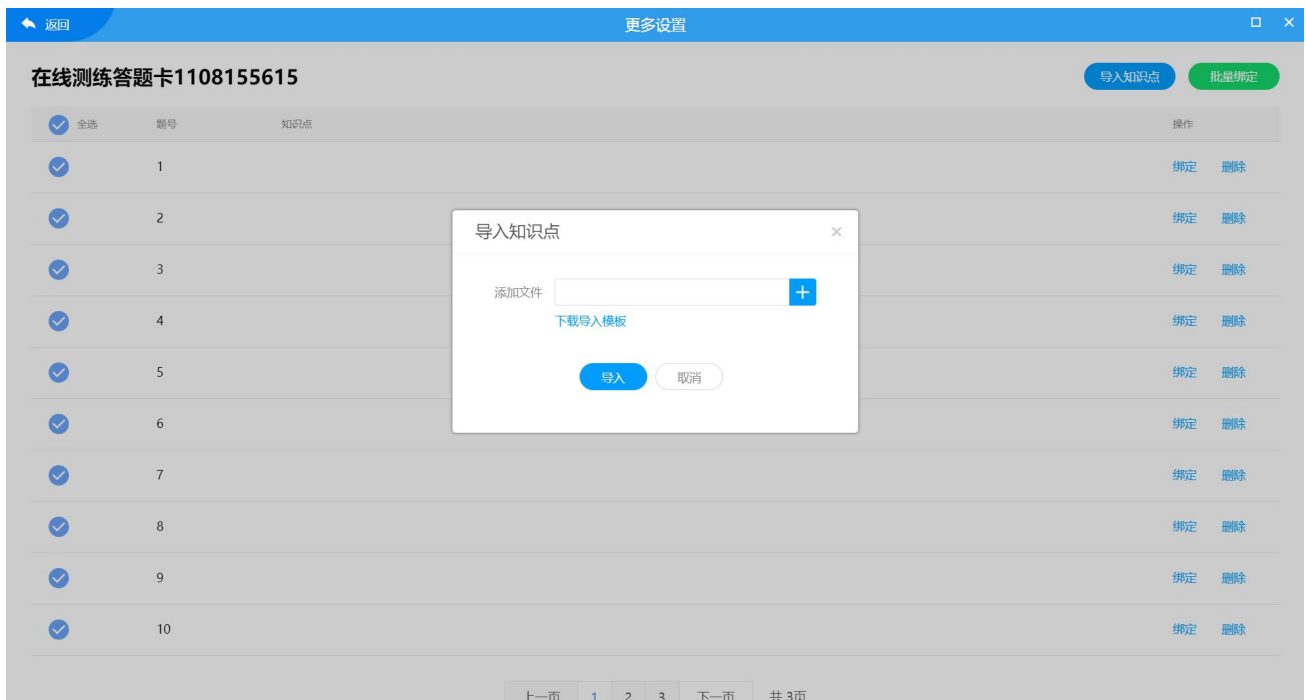 返回
更多设置
在线测练答题卡1108155615
导入知识点 批量绑定
全选 题号 知识点 操作
1 绑定 删除
2 绑定 删除
3 绑定 删除
4 绑定 删除
5 绑定 删除
6 绑定 删除
7 绑定 删除
8 绑定 删除
9 绑定 删除
10 绑定 删除
导入知识点
添加文件
下载导入模板
导入 取消
上一页 1 2 3 下一页 共 3页